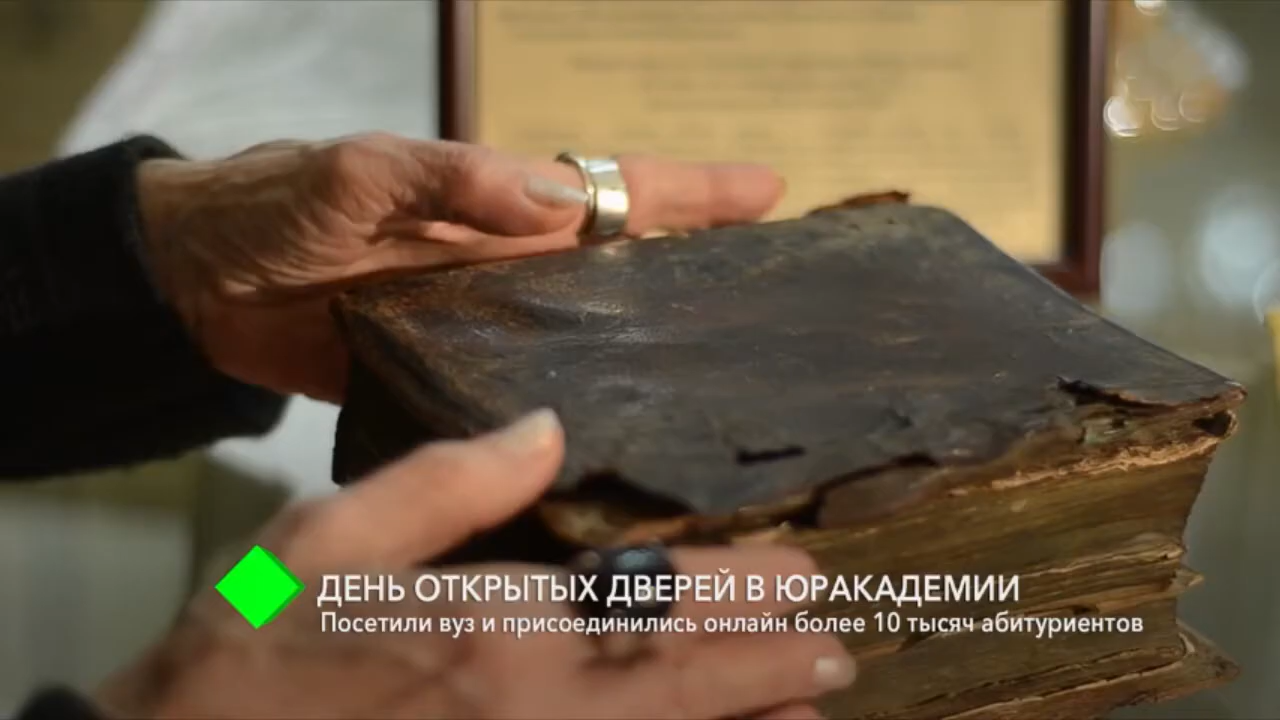 ДЕНЬ ОТКРЫТЫХ ДВЕРЕЙ В ЮРАКАДЕМИИ
Посетили вуз и присоединились онлайн более 10 тысяч абитуриентов